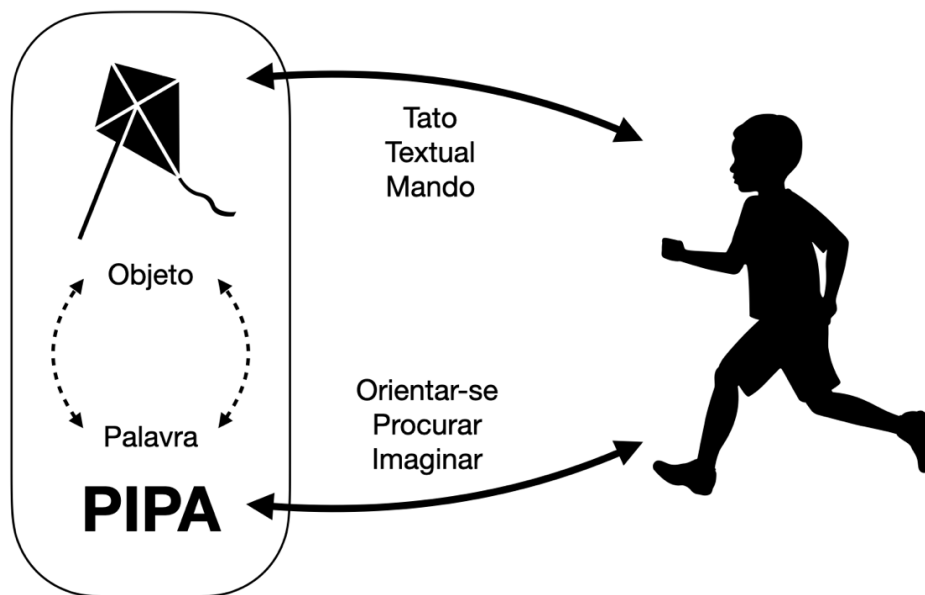 Tato
Textual
Mando
Objeto
Palavra
PIPA
Orientar-se
Procurar
Imaginar